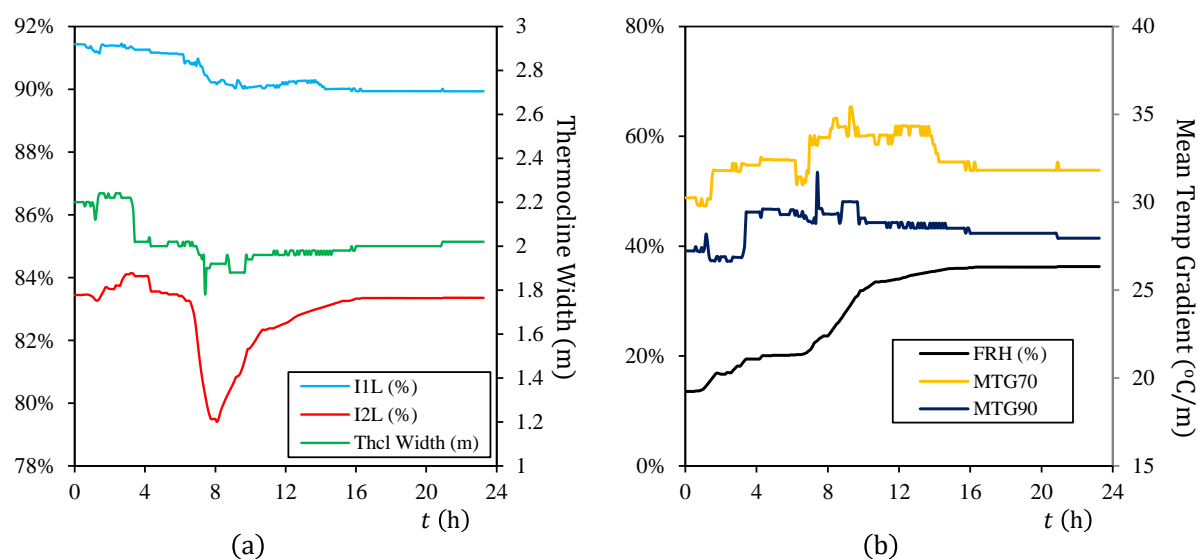 92%
90%
88%
86%
84%
82%
80%
78%
3
2.8
2.6
2.4
2.2
2
1.8
1.6
1.4
1.2
1
Thermocline Width (m)
I1L (%)
I2L (%)
Thcl Width (m)
0 4 8 12 16 20 24
t (h)
(a)
80%
60%
40%
20%
0%
40
35
30
25
20
15
Mean Temp Gradient (°C/m)
FRH (%)
MTG70
MTG90
0 4 8 12 16 20 24
t (h)
(b)